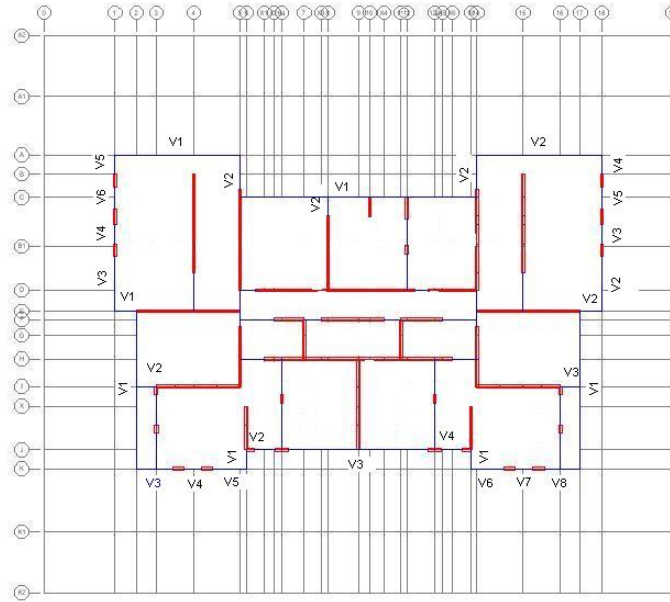 0 1 2 3 4 7 9 15 16 17 18
A2
A1
V1 V2
A
V5 V4
B
V2 V2
V6 V1 V5
C
V2
V4 V3
B1
V3 V2
D
V1 V2
E
G
H
V2 V3
I
V1 V1
X
V2 V4
J
V1 V3 V1
K
V3 V4 V5 V6 V7 V8
K1
K2